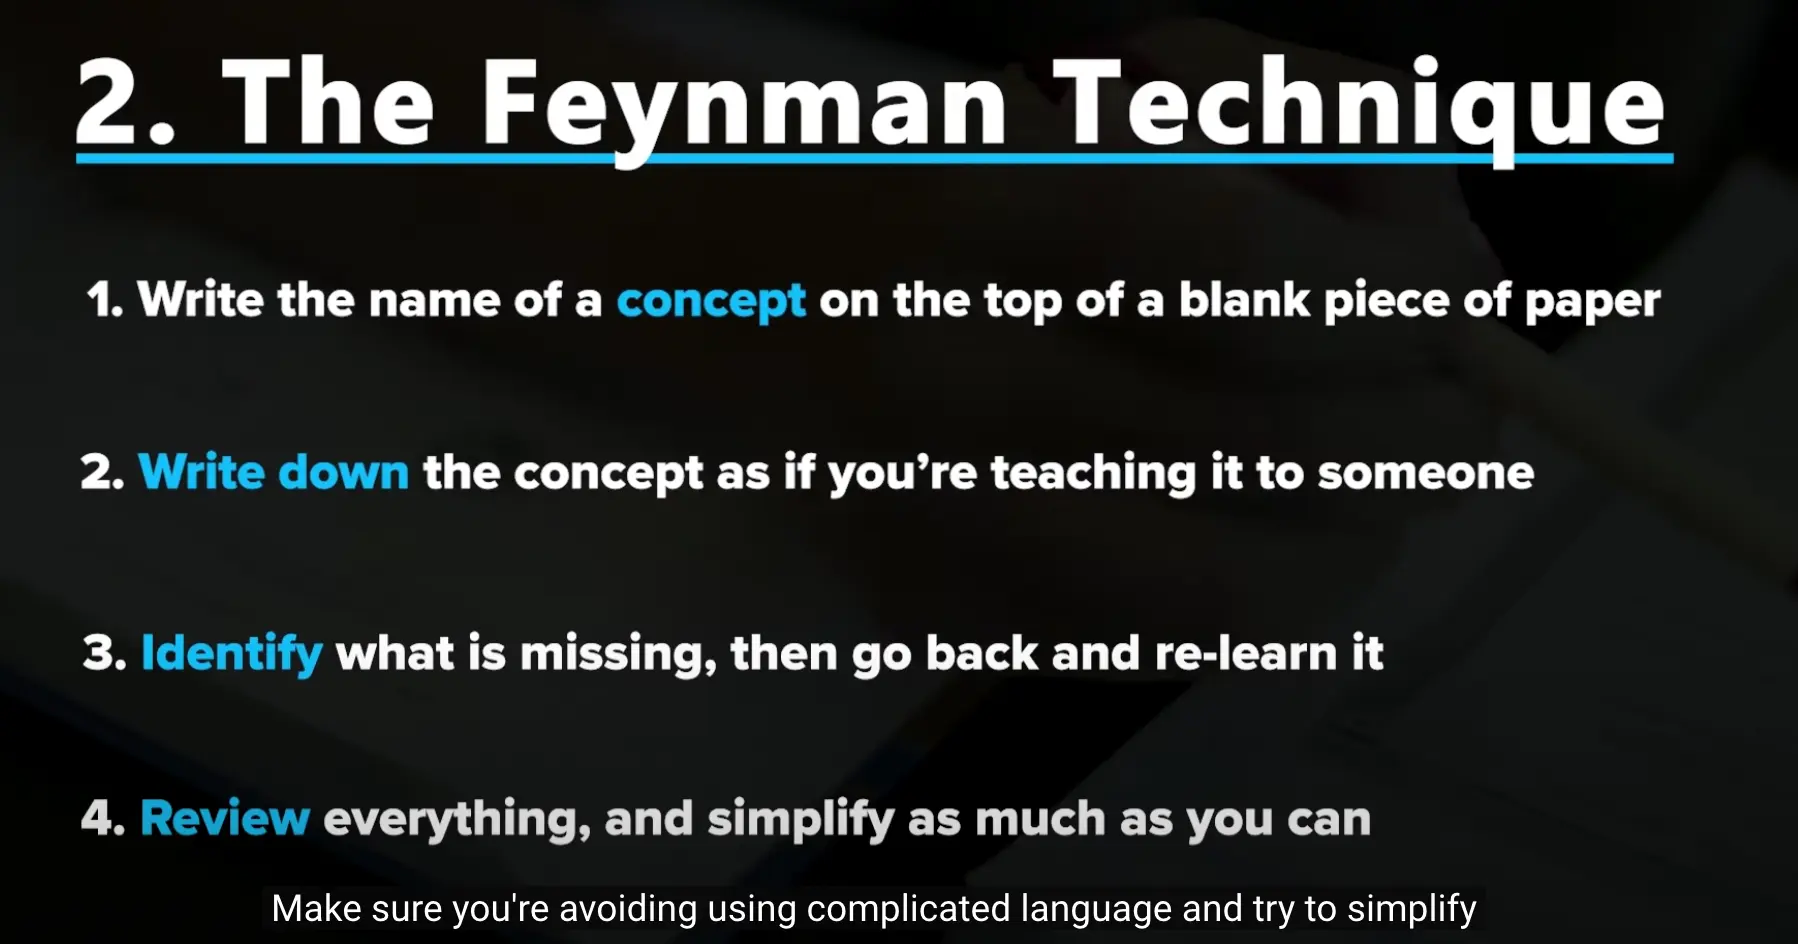 2. The Feynman Technique
1. Write the name of a concept on the top of a blank piece of paper
2. Write down the concept as if you’re teaching it to someone
3. Identify what is missing, then go back and re-learn it
4. Review everything, and simplify as much as you can
Make sure you're avoiding using complicated language and try to simplify